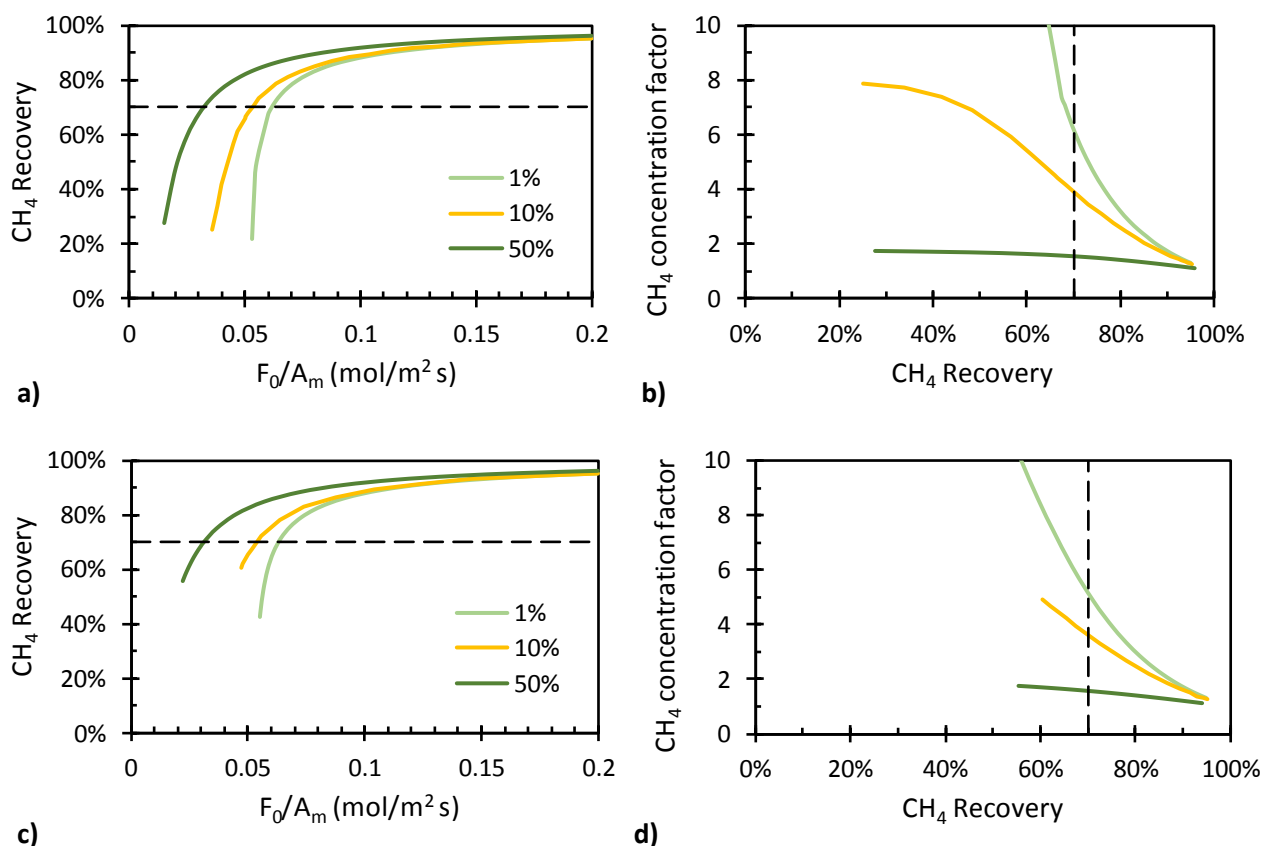 100%
80%
60%
40%
20%
0%
CH₄ Recovery
1%
10%
50%
0
0.05
0.1
0.15
0.2
F₀/Aₘ (mol/m² s)
a)
10
8
6
4
2
0
CH₄ concentration factor
0% 20% 40% 60% 80% 100%
CH₄ Recovery
b)
100%
80%
60%
40%
20%
0%
CH₄ Recovery
1%
10%
50%
0
0.05
0.1
0.15
0.2
F₀/Aₘ (mol/m² s)
c)
10
8
6
4
2
0
CH₄ concentration factor
0% 20% 40% 60% 80% 100%
CH₄ Recovery
d)